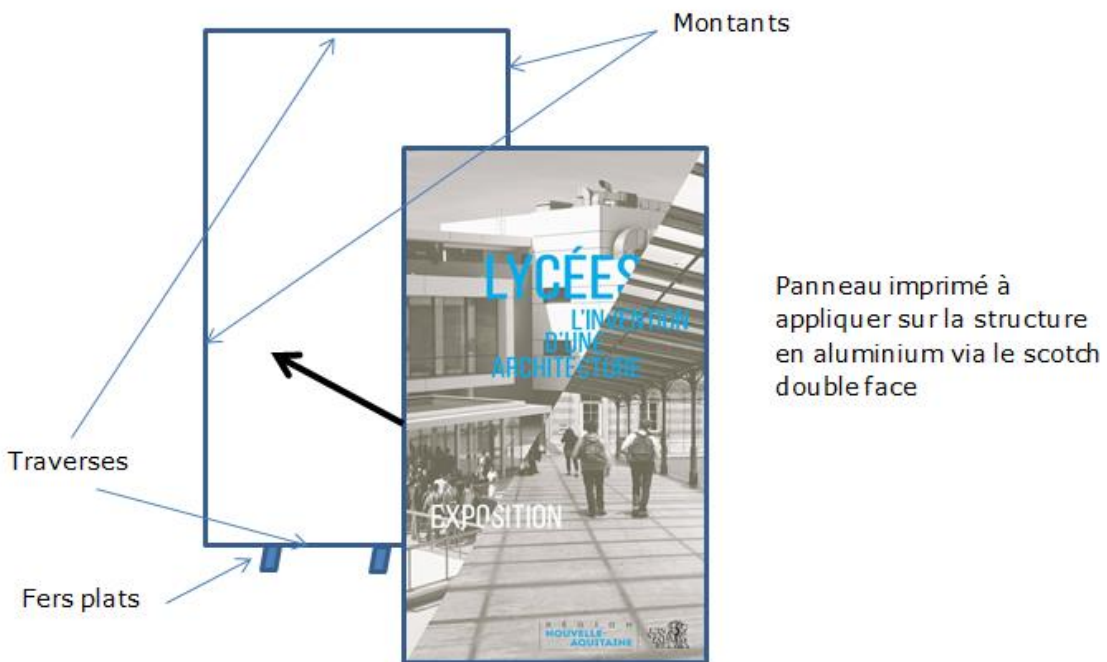 Montants
LYCÉES
L'INVENTION
D'UNE
ARCHITECTURE
Panneau imprimé à
appliquer sur la structure
en aluminium via le scotch
double face
Traverses
EXPOSITION
Fers plats
RÉGION
NOUVELLE-
AQUITAINE